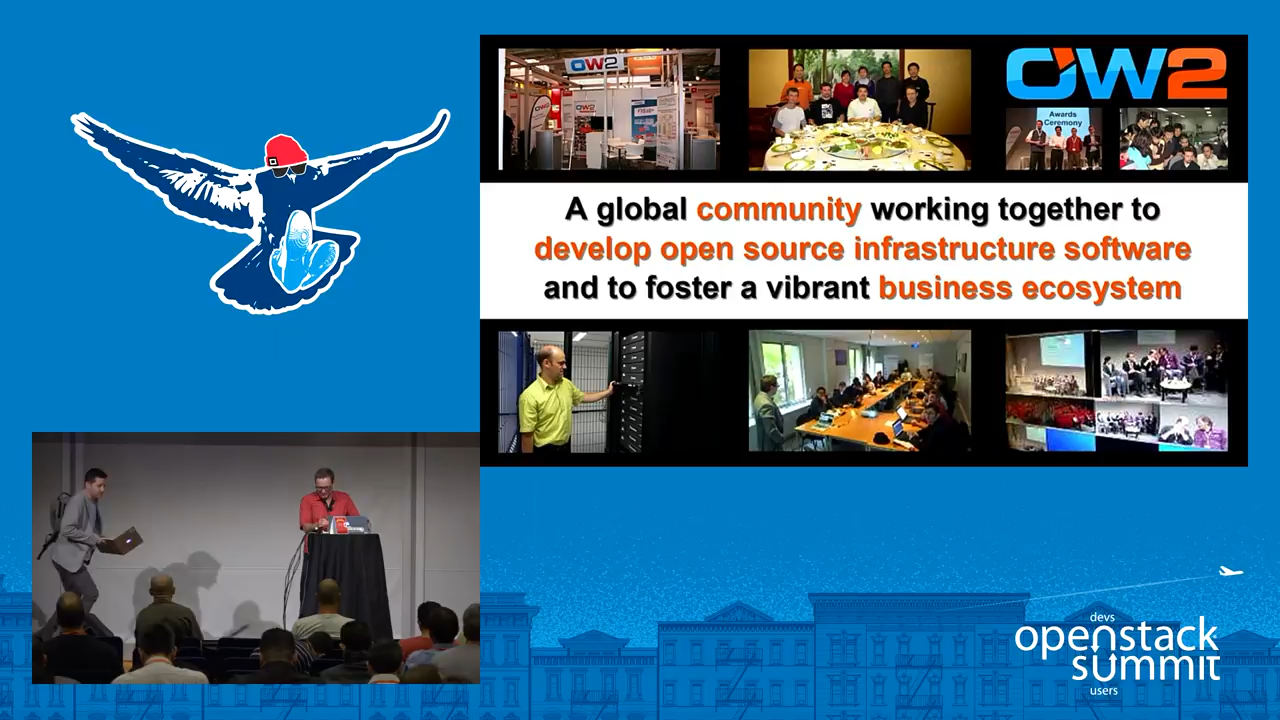 OW2
OW2
OW2
Awards
Ceremony
A global community working together to
develop open source infrastructure software
and to foster a vibrant business ecosystem
devs
openstack
summit
users